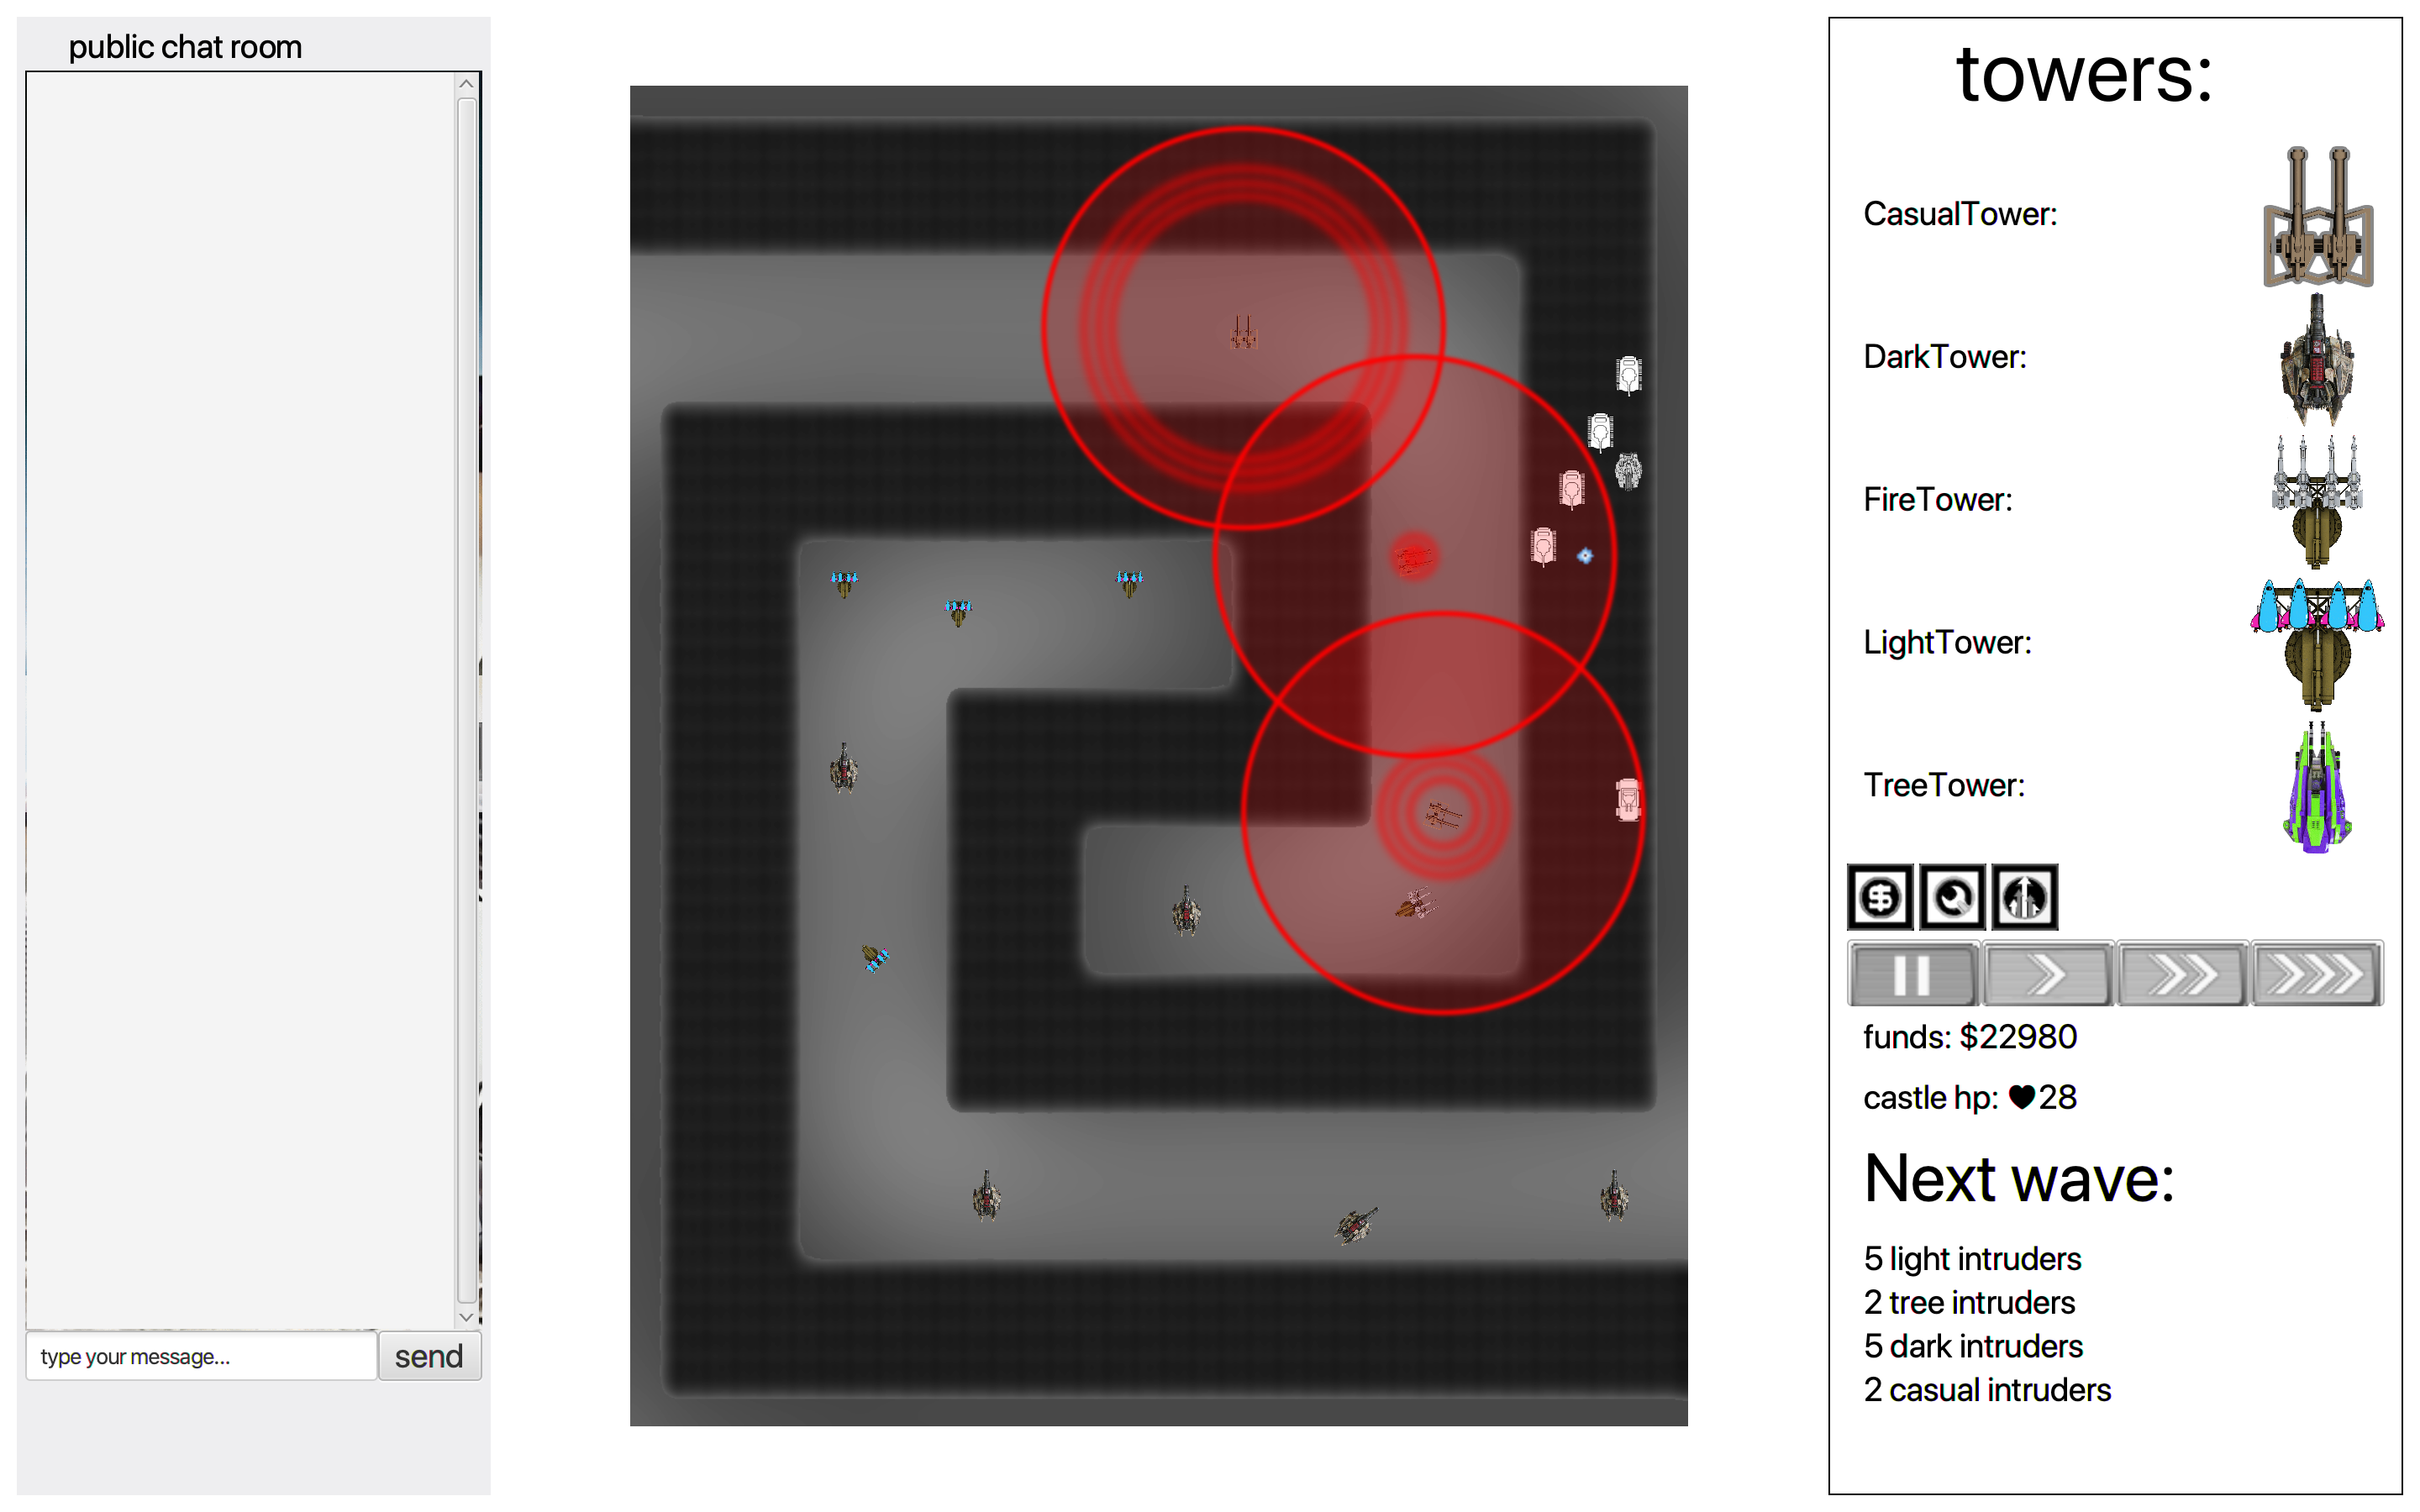 public chat room
type your message...
send
towers:
CasualTower:
DarkTower:
FireTower:
LightTower:
TreeTower:
funds: $22980
castle hp: ♥28
Next wave:
5 light intruders
2 tree intruders
5 dark intruders
2 casual intruders